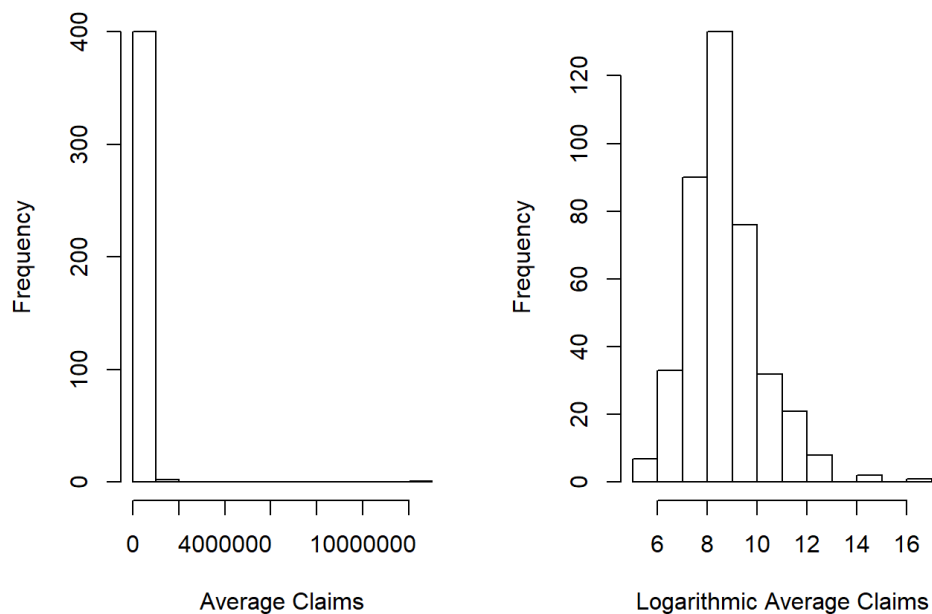 Frequency
0 100 200 300 400
0 4000000 10000000
Average Claims
Frequency
0 20 40 60 80 100 120
6 8 10 12 14 16
Logarithmic Average Claims